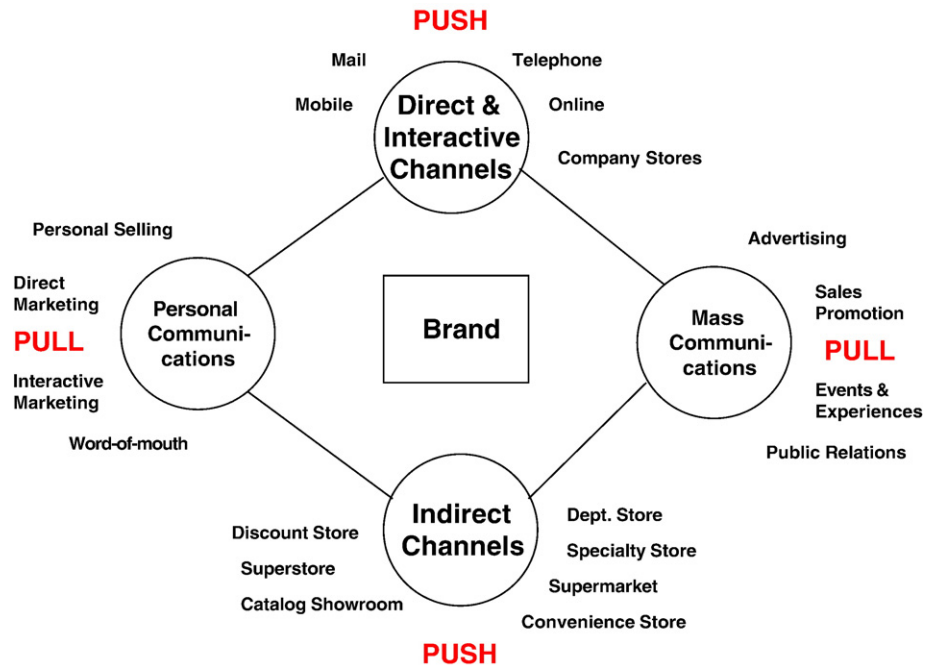 PUSH
Mail
Telephone
Mobile
Direct &
Interactive
Channels
Online
Company Stores
Personal Selling
Direct
Marketing
PULL
Interactive
Marketing
Word-of-mouth
Personal
Communi-
cations
Brand
Advertising
Mass
Communi-
cations
Sales
Promotion
PULL
Events &
Experiences
Public Relations
Indirect
Channels
Discount Store
Superstore
Catalog Showroom
Dept. Store
Specialty Store
Supermarket
Convenience Store
PUSH